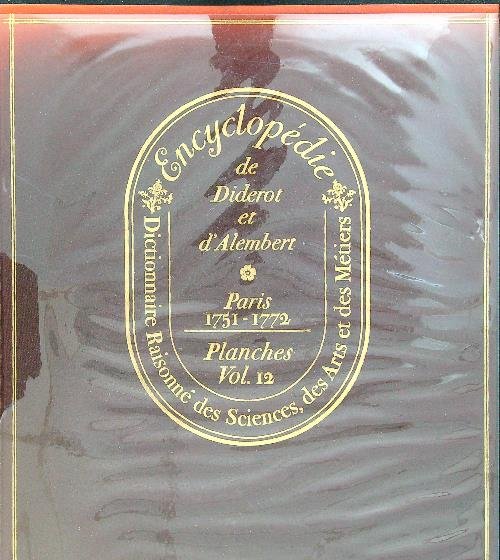 Encyclopédie
de
Diderot
et
d'Alembert
Paris
1751-1772
Planches
Vol. 12
Dictionnaire Raisonné des Sciences, des Arts et des Métiers